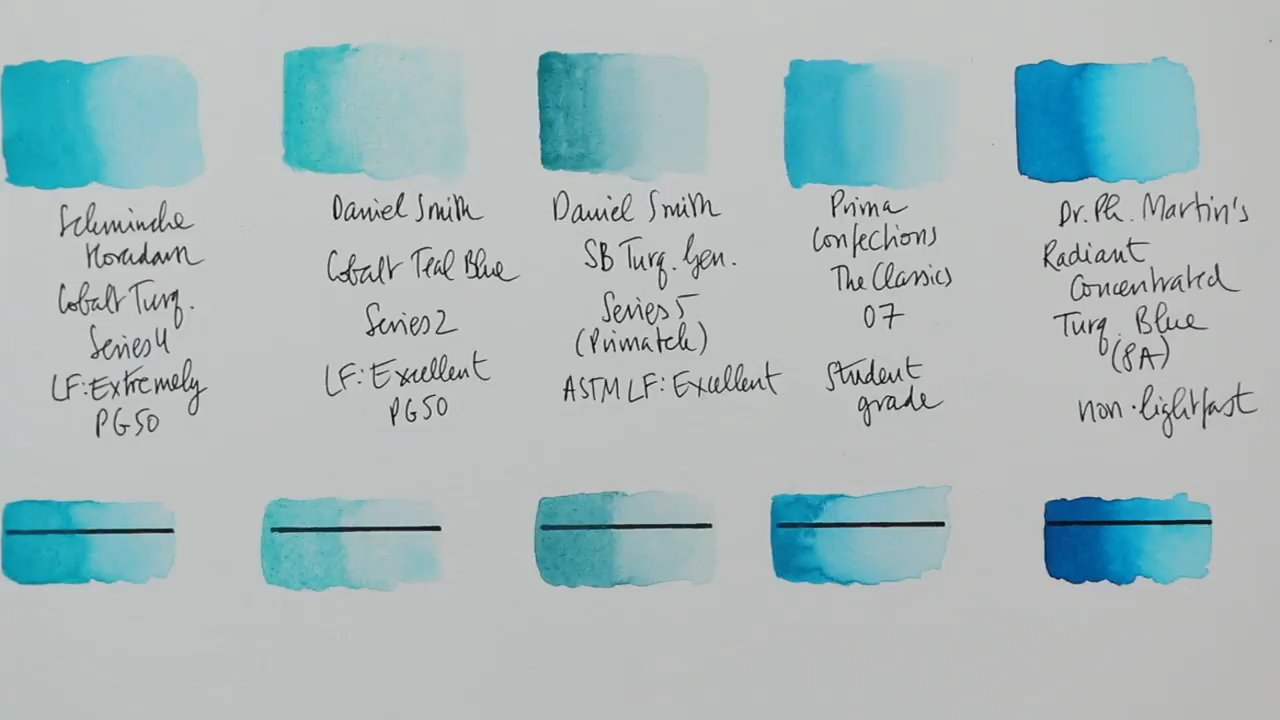 Schmincke
Horadam
Cobalt Turq.
Series 4
LF: Extremely
PG50
Daniel Smith
Cobalt Teal Blue
Series 2
LF: Excellent
PG50
Daniel Smith
SB Turq. Gen.
Series 5
(Primatek)
ASTM LF: Excellent
Prima
Confections
The Classics
07
Student
grade
Dr. Ph. Martin's
Radiant
Concentrated
Turq. Blue
(8A)
non-lightfast